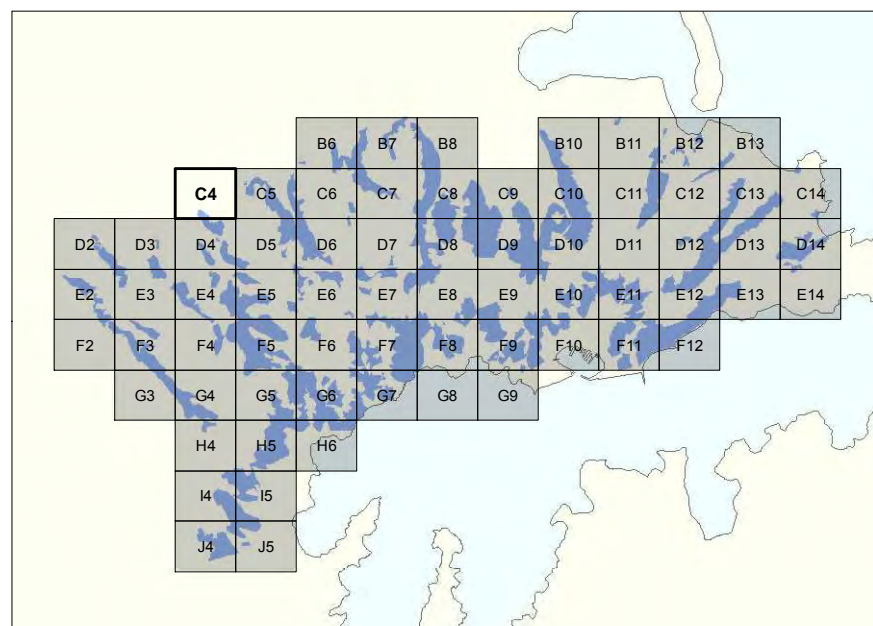 B6 B7 B8 B10 B11 B12 B13
C4 C5 C6 C7 C8 C9 C10 C11 C12 C13 C14
D2 D3 D4 D5 D6 D7 D8 D9 D10 D11 D12 D13 D14
E2 E3 E4 E5 E6 E7 E8 E9 E10 E11 E12 E13 E14
F2 F3 F4 F5 F6 F7 F8 F9 F10 F11 F12
G3 G4 G5 G6 G7 G8 G9
H4 H5 H6
I4 I5
J4 J5